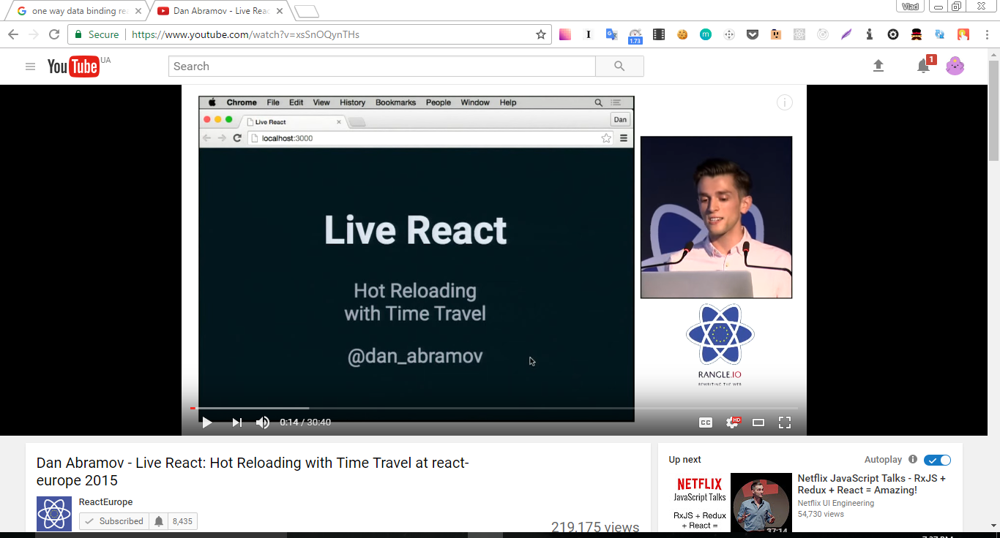 one way data binding rea
Dan Abramov - Live Reac
Vlad
Secure
https://www.youtube.com/watch?v=xsSnOQynTHs
1.73
YouTube UA
Search
1
Chrome File Edit View History Bookmarks People Window Help
Live React
Dan
localhost:3000
Live React
Hot Reloading
with Time Travel
@dan_abramov
RANGLE.IO
REWRITING THE WEB
0:14 / 30:40
CC
HD
Dan Abramov - Live React: Hot Reloading with Time Travel at react-
europe 2015
ReactEurope
Subscribed 8,435
219,175 views
Up next
Autoplay
NETFLIX
JavaScript Talks
RxJS + Redux
+ React =
37:14
Netflix JavaScript Talks - RxJS +
Redux + React = Amazing!
Netflix UI Engineering
54,730 views